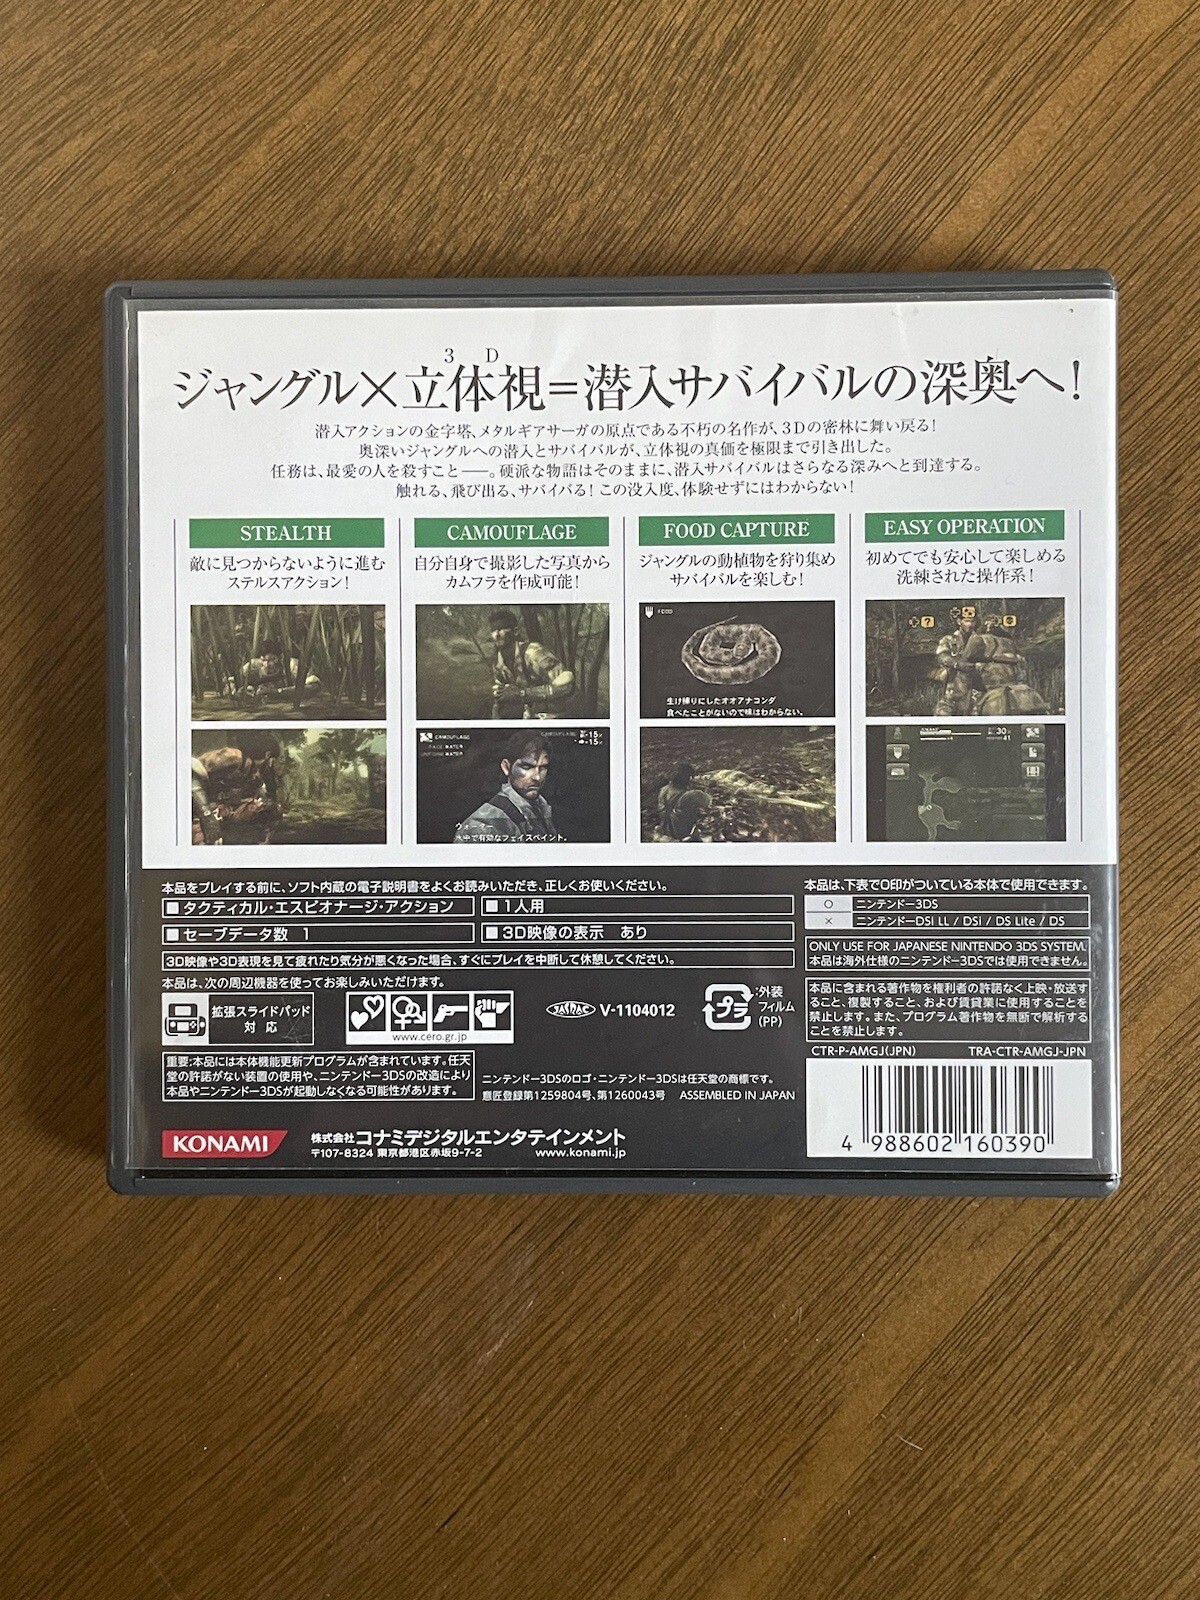 3 D
ジャングル×立体視=潜入サバイバルの深奥へ!
潜入アクションの金字塔、メタルギアサーガの原点である不朽の名作が、3Dの密林に舞い戻る!
奥深いジャングルへの潜入とサバイバルが、立体視の真価を極限まで引き出した。
任務は、最愛の人を殺すこと――。硬派な物語はそのままに、潜入サバイバルはさらなる深みへと到達する。
触れる、飛び出る、サバイバる! この没入度、体験せずにはわからない!
STEALTH
敵に見つからないように進む
ステルスアクション!
CAMOUFLAGE
自分自身で撮影した写真から
カムフラを作成可能!
CAMOUFLAGE
FACE WATER
UNIFORM WATER
CAMOUFLAGE
ウォーター
水中で有効なフェイスペイント。
FOOD CAPTURE
ジャングルの動植物を狩り集め
サバイバルを楽しむ!
FOOD
生け捕りにしたオオアナコンダ
食べたことがないので味はわからない。
EASY OPERATION
初めてでも安心して楽しめる
洗練された操作系!
本品をプレイする前に、ソフト内蔵の電子説明書をよくお読みいただき、正しくお使いください。
■タクティカル・エスピオナージ・アクション
■1人用
■セーブデータ数 1
■3D映像の表示 あり
3D映像や3D表現を見て疲れたり気分が悪くなった場合、すぐにプレイを中断して休憩してください。
本品は、次の周辺機器を使ってお楽しみいただけます。
拡張スライドパッド
対 応
www.cero.gr.jp
JASRAC V-1104012
プラ
:外装
フィルム
(PP)
重要:本品には本体機能更新プログラムが含まれています。任天
堂の許諾がない装置の使用や、ニンテンドー3DSの改造により
本品やニンテンドー3DSが起動しなくなる可能性があります。
ニンテンドー3DSのロゴ・ニンテンドー3DSは任天堂の商標です。
意匠登録第1259804号、第1260043号 ASSEMBLED IN JAPAN
KONAMI
株式会社コナミデジタルエンタテインメント
〒107-8324 東京都港区赤坂9-7-2 www.konami.jp
本品は、下表で○印がついている本体で使用できます。
○ ニンテンドー3DS
× ニンテンドーDSi LL / DSi / DS Lite / DS
ONLY USE FOR JAPANESE NINTENDO 3DS SYSTEM.
本品は海外仕様のニンテンドー3DSでは使用できません。
本品に含まれる著作物を権利者の許諾なく上映・放送す
ること、複製すること、および賃貸業に使用することを
禁止します。また、プログラム著作物を無断で解析する
ことを禁止します。
CTR-P-AMGJ(JPN) TRA-CTR-AMGJ-JPN
4 988602 160390